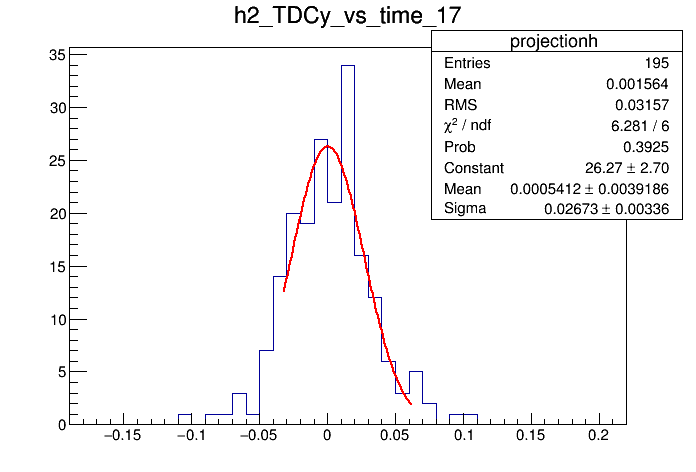 h2_TDCy_vs_time_17
projectionh
Entries 195
Mean 0.001564
RMS 0.03157
χ² / ndf 6.281 / 6
Prob 0.3925
Constant 26.27 ± 2.70
Mean 0.0005412 ± 0.0039186
Sigma 0.02673 ± 0.00336
35
30
25
20
15
10
5
0
−0.15 −0.1 −0.05 0 0.05 0.1 0.15 0.2